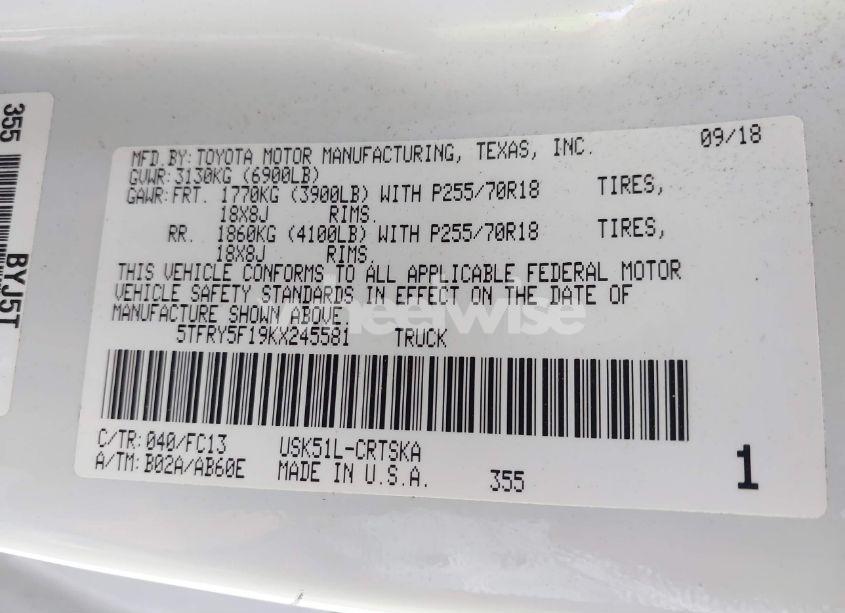 355
BYJ5T
MFD.BY:TOYOTA MOTOR MANUFACTURING, TEXAS, INC. 09/18
GVWR:3130KG (6900LB)
GAWR:FRT. 1770KG (3900LB) WITH P255/70R18 TIRES,
18X8J RIMS.
RR. 1860KG (4100LB) WITH P255/70R18 TIRES,
18X8J RIMS.
THIS VEHICLE CONFORMS TO ALL APPLICABLE FEDERAL MOTOR
VEHICLE SAFETY STANDARDS IN EFFECT ON THE DATE OF
MANUFACTURE SHOWN ABOVE.
wheelwise
5TFRY5F19KX245581 TRUCK
C/TR:040/FC13 USK51L-CRTSKA
A/TM:B02A/AB60E MADE IN U.S.A. 355 1